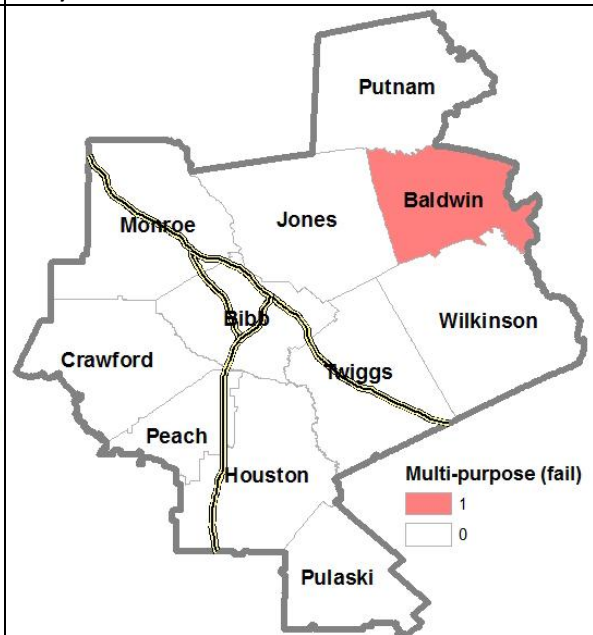 Putnam
Baldwin
Monroe
Jones
Bibb
Wilkinson
Crawford
Twiggs
Peach
Houston
Multi-purpose (fail)
1
0
Pulaski